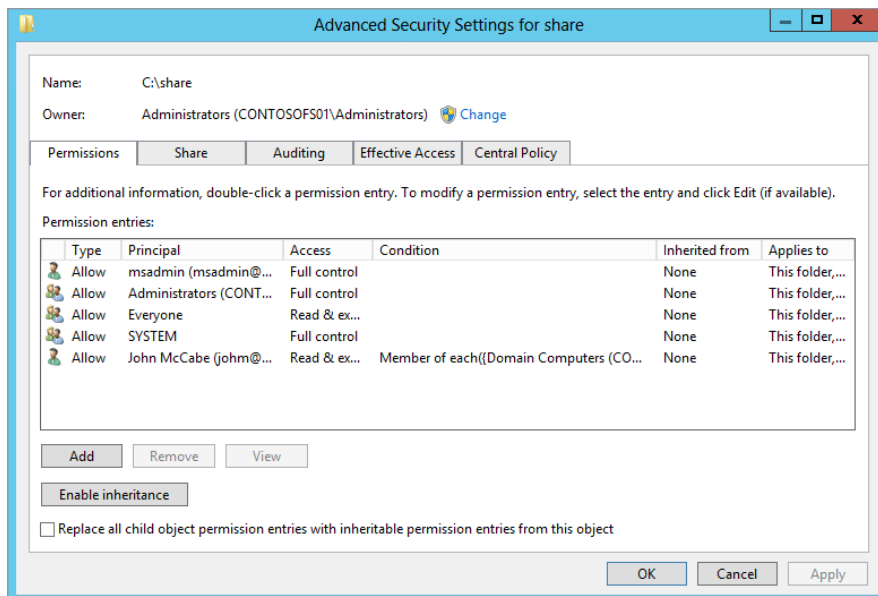 Advanced Security Settings for share
Name: C:\share
Owner: Administrators (CONTOSOFS01\Administrators) Change
Permissions Share Auditing Effective Access Central Policy
For additional information, double-click a permission entry. To modify a permission entry, select the entry and click Edit (if available).
Permission entries:
Type Principal Access Condition Inherited from Applies to
Allow msadmin (msadmin@... Full control None This folder,...
Allow Administrators (CONT... Full control None This folder,...
Allow Everyone Read & ex... None This folder,...
Allow SYSTEM Full control None This folder,...
Allow John McCabe (johm@... Read & ex... Member of each({Domain Computers (CO... None This folder,...
Add Remove View
Enable inheritance
Replace all child object permission entries with inheritable permission entries from this object
OK Cancel Apply